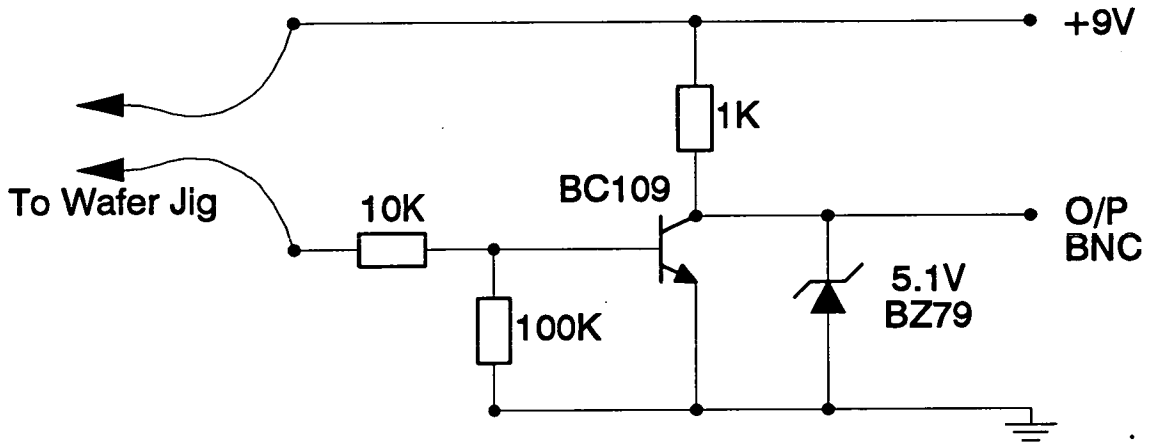 +9V
1K
BC109
To Wafer Jig
10K
O/P
BNC
5.1V
BZ79
100K